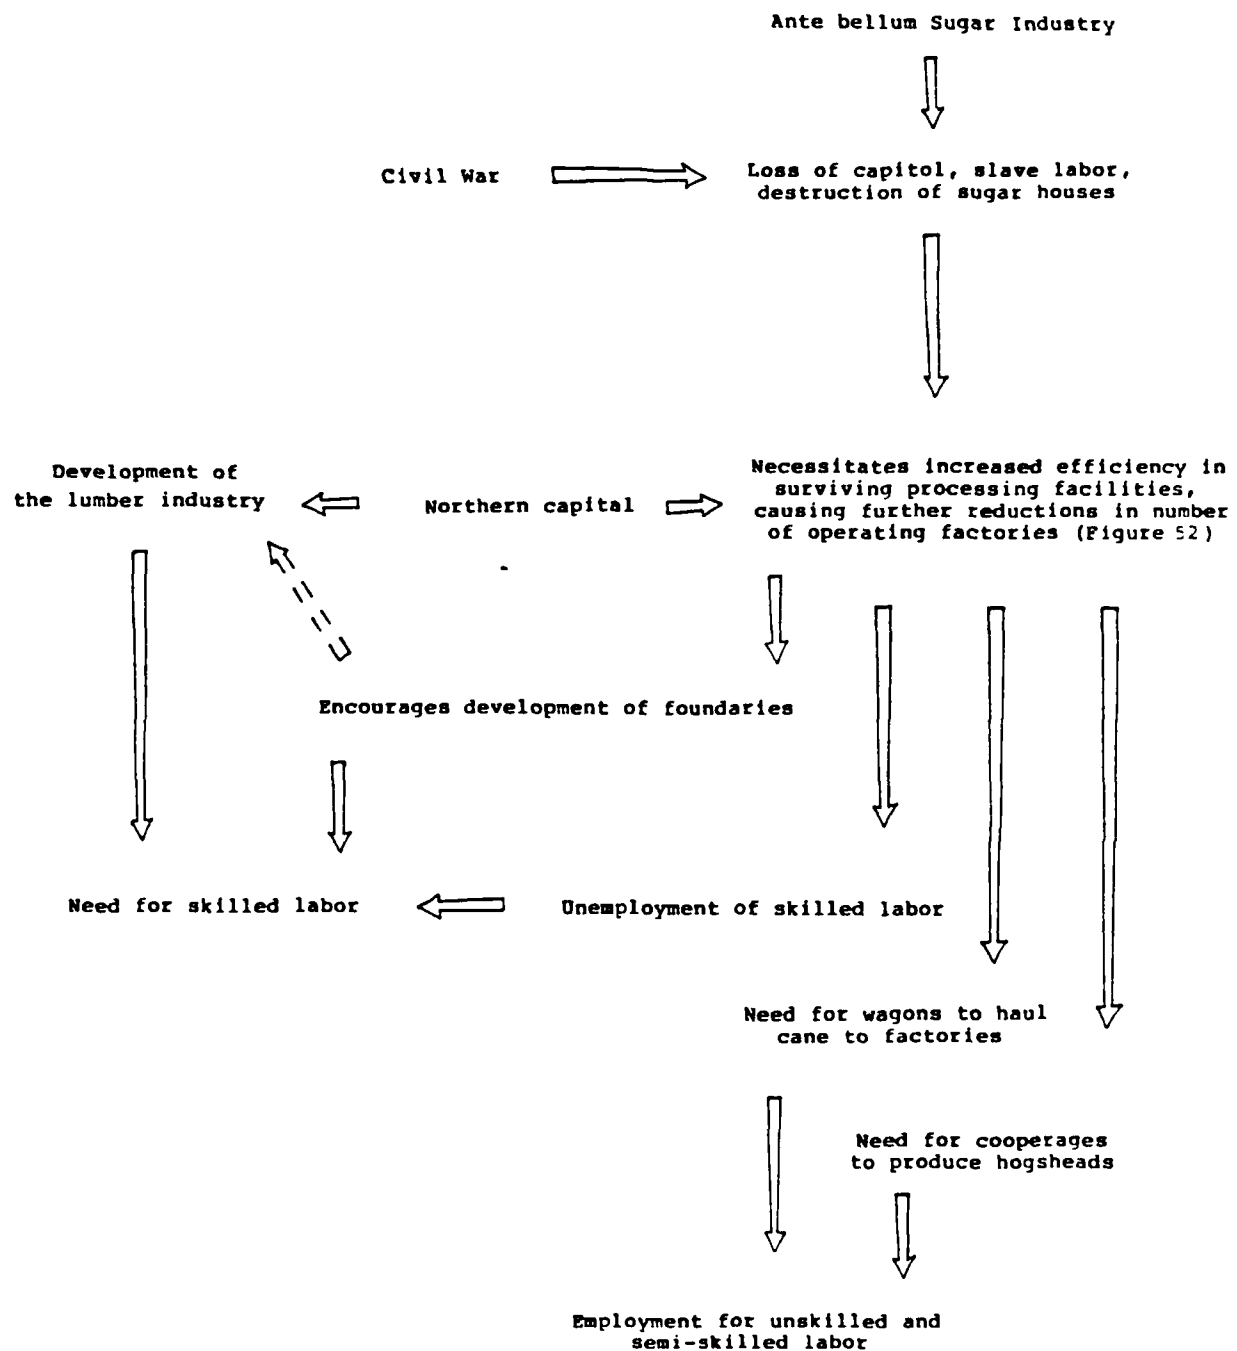 Ante bellum Sugar Industry
Civil War
Loss of capitol, slave labor,
destruction of sugar houses
Development of
the lumber industry
Northern capital
Necessitates increased efficiency in
surviving processing facilities,
causing further reductions in number
of operating factories (Figure 52)
Encourages development of foundaries
Need for skilled labor
Unemployment of skilled labor
Need for wagons to haul
cane to factories
Need for cooperages
to produce hogsheads
Employment for unskilled and
semi-skilled labor